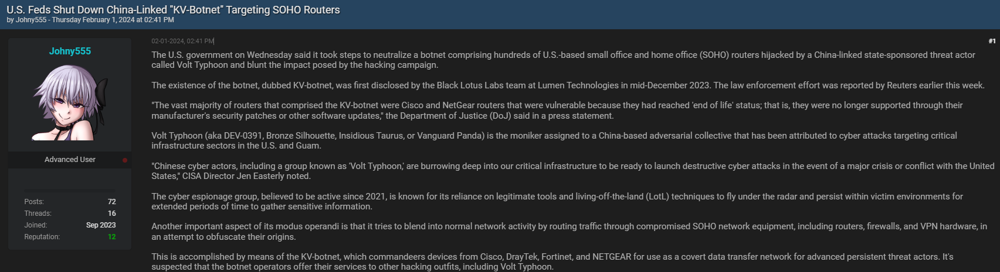 U.S. Feds Shut Down China-Linked "KV-Botnet" Targeting SOHO Routers
by Johny555 - Thursday February 1, 2024 at 02:41 PM
Johny555
Advanced User
Posts: 72
Threads: 16
Joined: Sep 2023
Reputation: 12
02-01-2024, 02:41 PM
#1
The U.S. government on Wednesday said it took steps to neutralize a botnet comprising hundreds of U.S.-based small office and home office (SOHO) routers hijacked by a China-linked state-sponsored threat actor
called Volt Typhoon and blunt the impact posed by the hacking campaign.
The existence of the botnet, dubbed KV-botnet, was first disclosed by the Black Lotus Labs team at Lumen Technologies in mid-December 2023. The law enforcement effort was reported by Reuters earlier this week.
"The vast majority of routers that comprised the KV-botnet were Cisco and NetGear routers that were vulnerable because they had reached 'end of life' status; that is, they were no longer supported through their
manufacturer's security patches or other software updates," the Department of Justice (DoJ) said in a press statement.
Volt Typhoon (aka DEV-0391, Bronze Silhouette, Insidious Taurus, or Vanguard Panda) is the moniker assigned to a China-based adversarial collective that has been attributed to cyber attacks targeting critical
infrastructure sectors in the U.S. and Guam.
"Chinese cyber actors, including a group known as 'Volt Typhoon,' are burrowing deep into our critical infrastructure to be ready to launch destructive cyber attacks in the event of a major crisis or conflict with the United
States," CISA Director Jen Easterly noted.
The cyber espionage group, believed to be active since 2021, is known for its reliance on legitimate tools and living-off-the-land (LotL) techniques to fly under the radar and persist within victim environments for
extended periods of time to gather sensitive information.
Another important aspect of its modus operandi is that it tries to blend into normal network activity by routing traffic through compromised SOHO network equipment, including routers, firewalls, and VPN hardware, in
an attempt to obfuscate their origins.
This is accomplished by means of the KV-botnet, which commandeers devices from Cisco, DrayTek, Fortinet, and NETGEAR for use as a covert data transfer network for advanced persistent threat actors. It's
suspected that the botnet operators offer their services to other hacking outfits, including Volt Typhoon.